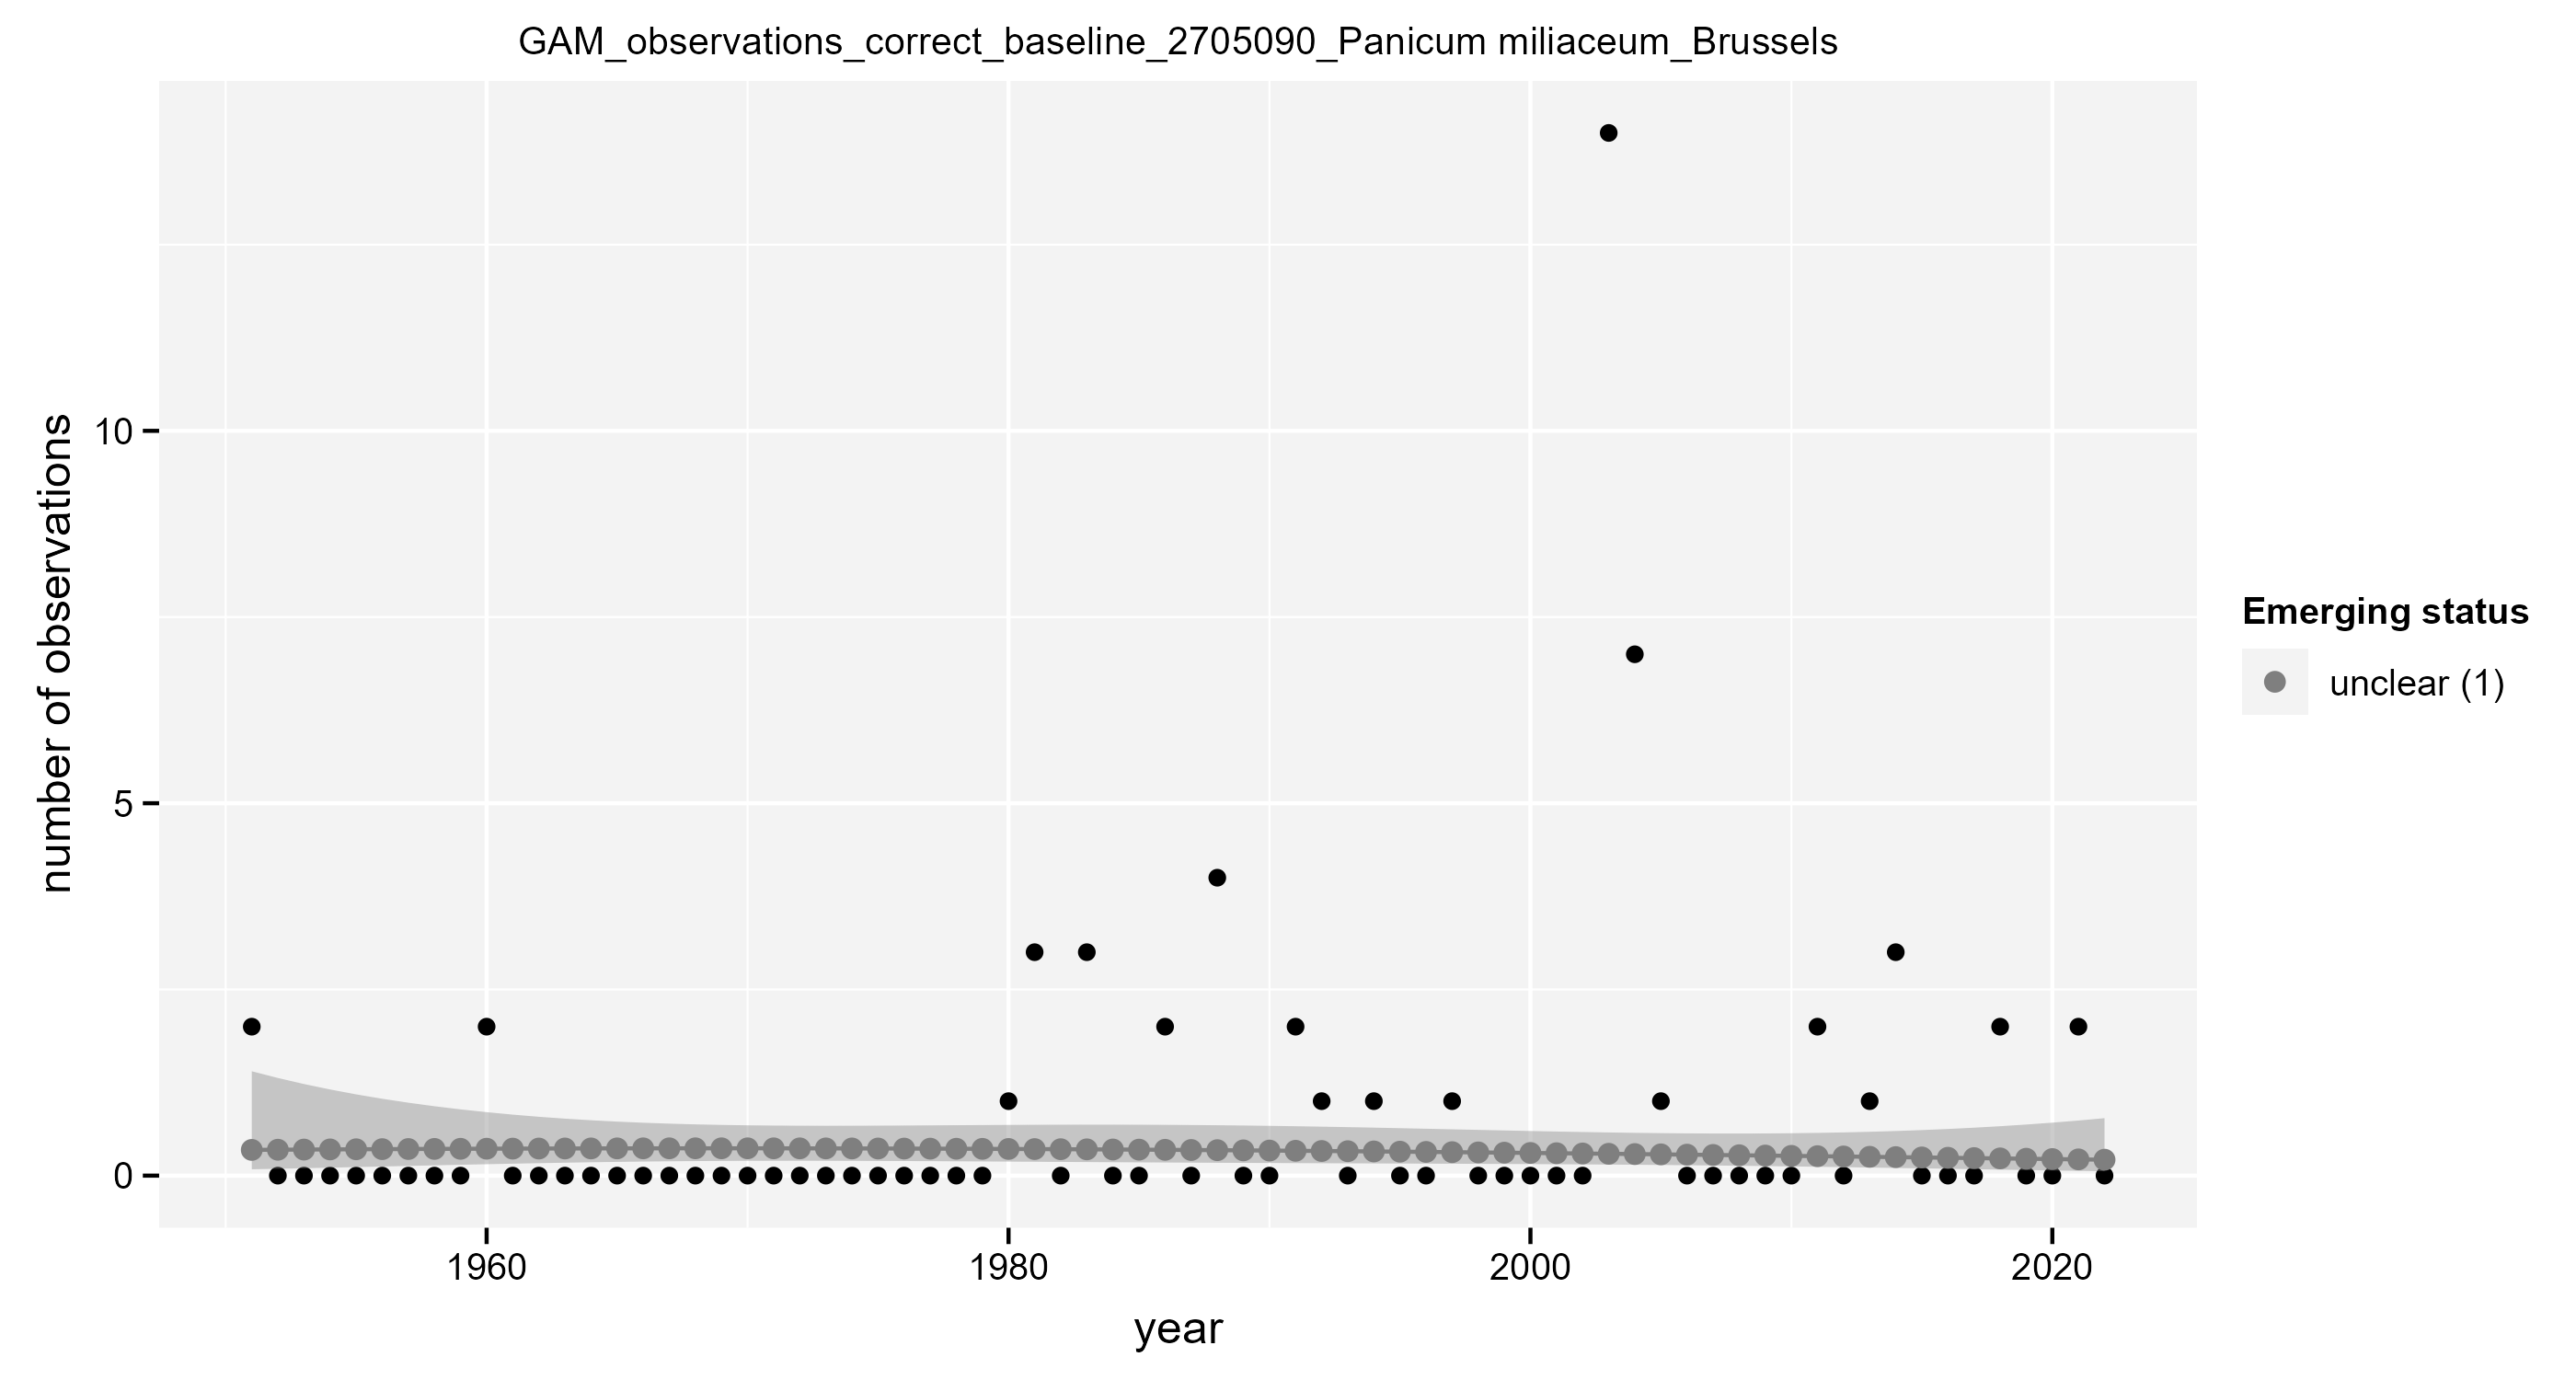 GAM_observations_correct_baseline_2705090_Panicum miliaceum_Brussels
number of observations
10
5
0
1960
1980
2000
2020
year
Emerging status
unclear (1)